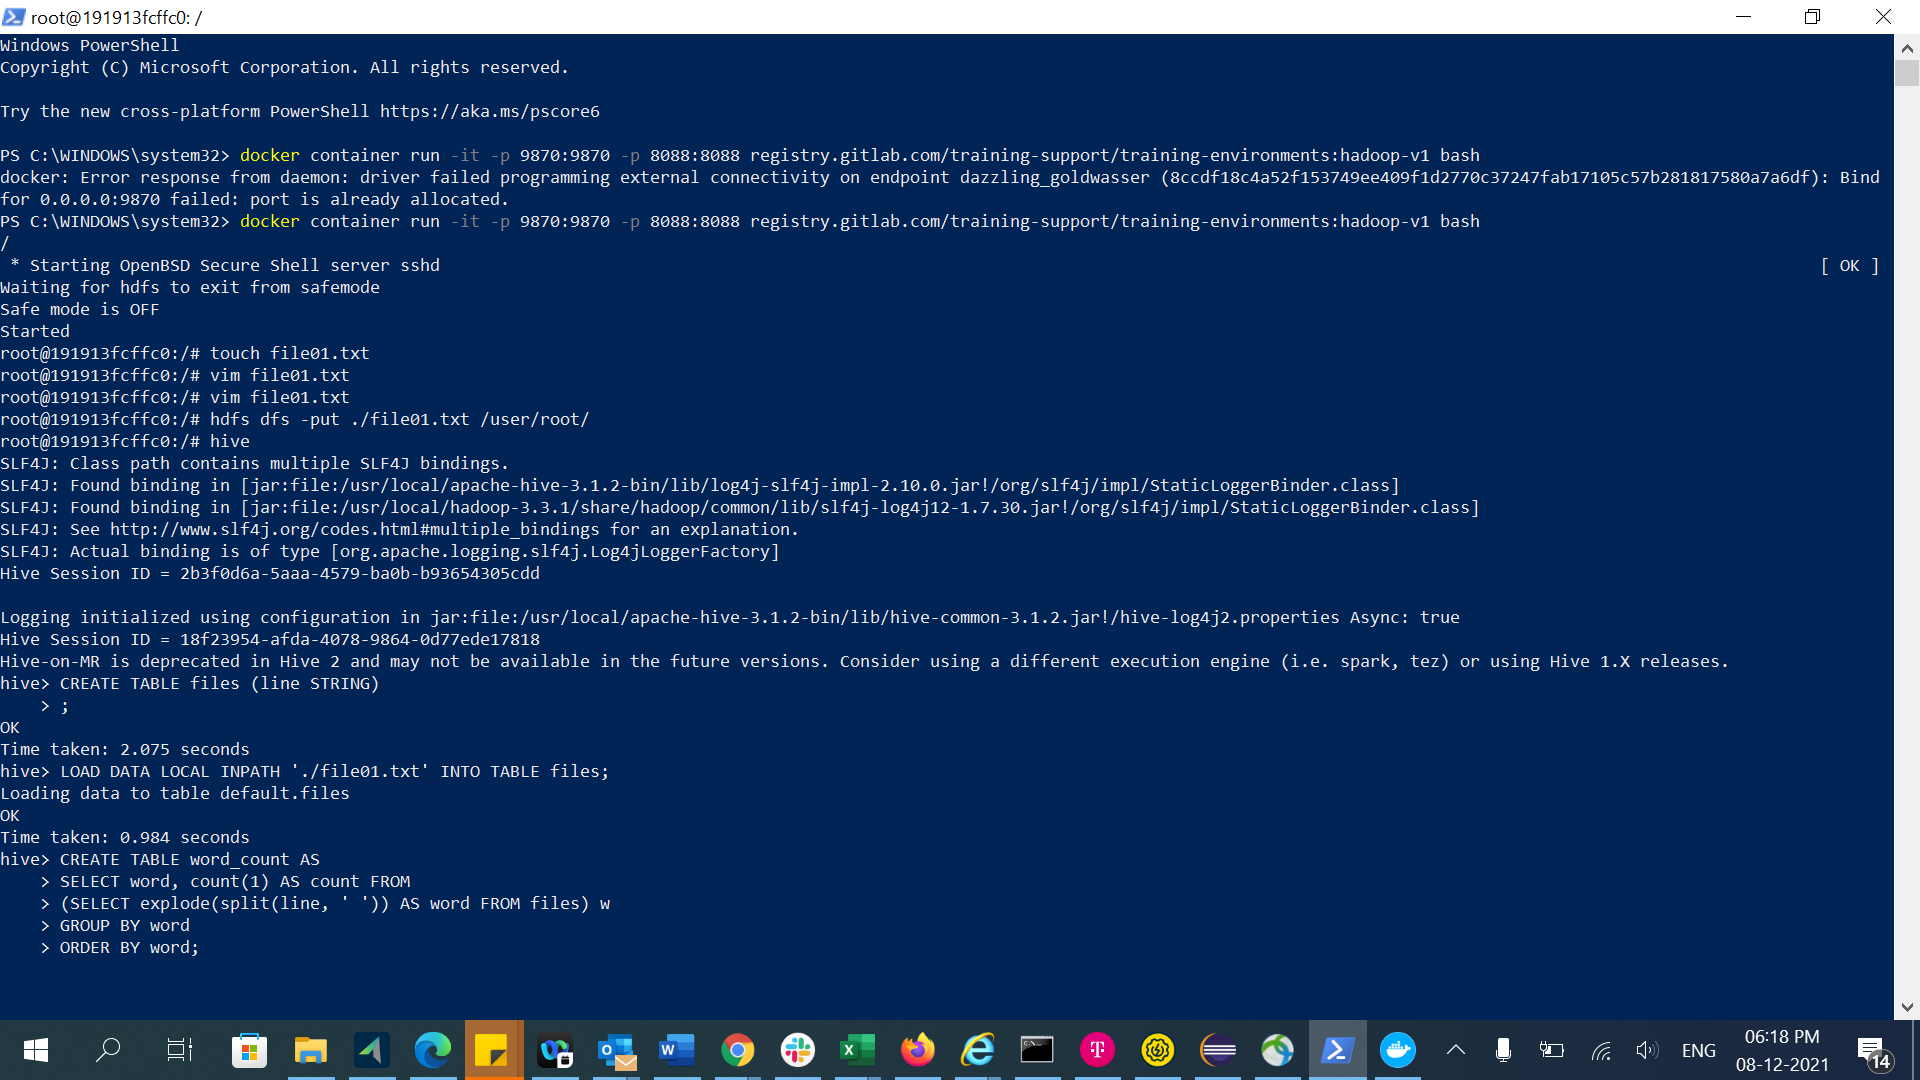 root@191913fcffc0: /
Windows PowerShell
Copyright (C) Microsoft Corporation. All rights reserved.
Try the new cross-platform PowerShell https://aka.ms/pscore6
PS C:\WINDOWS\system32> docker container run -it -p 9870:9870 -p 8088:8088 registry.gitlab.com/training-support/training-environments:hadoop-v1 bash
docker: Error response from daemon: driver failed programming external connectivity on endpoint dazzling_goldwasser (8ccdf18c4a52f153749ee409f1d2770c37247fab17105c57b281817580a7a6df): Bind
for 0.0.0.0:9870 failed: port is already allocated.
PS C:\WINDOWS\system32> docker container run -it -p 9870:9870 -p 8088:8088 registry.gitlab.com/training-support/training-environments:hadoop-v1 bash
/
 * Starting OpenBSD Secure Shell server sshd [ OK ]
Waiting for hdfs to exit from safemode
Safe mode is OFF
Started
root@191913fcffc0:/# touch file01.txt
root@191913fcffc0:/# vim file01.txt
root@191913fcffc0:/# vim file01.txt
root@191913fcffc0:/# hdfs dfs -put ./file01.txt /user/root/
root@191913fcffc0:/# hive
SLF4J: Class path contains multiple SLF4J bindings.
SLF4J: Found binding in [jar:file:/usr/local/apache-hive-3.1.2-bin/lib/log4j-slf4j-impl-2.10.0.jar!/org/slf4j/impl/StaticLoggerBinder.class]
SLF4J: Found binding in [jar:file:/usr/local/hadoop-3.3.1/share/hadoop/common/lib/slf4j-log4j12-1.7.30.jar!/org/slf4j/impl/StaticLoggerBinder.class]
SLF4J: See http://www.slf4j.org/codes.html#multiple_bindings for an explanation.
SLF4J: Actual binding is of type [org.apache.logging.slf4j.Log4jLoggerFactory]
Hive Session ID = 2b3f0d6a-5aaa-4579-ba0b-b93654305cdd
Logging initialized using configuration in jar:file:/usr/local/apache-hive-3.1.2-bin/lib/hive-common-3.1.2.jar!/hive-log4j2.properties Async: true
Hive Session ID = 18f23954-afda-4078-9864-0d77ede17818
Hive-on-MR is deprecated in Hive 2 and may not be available in the future versions. Consider using a different execution engine (i.e. spark, tez) or using Hive 1.X releases.
hive> CREATE TABLE files (line STRING)
    > ;
OK
Time taken: 2.075 seconds
hive> LOAD DATA LOCAL INPATH './file01.txt' INTO TABLE files;
Loading data to table default.files
OK
Time taken: 0.984 seconds
hive> CREATE TABLE word_count AS
    > SELECT word, count(1) AS count FROM
    > (SELECT explode(split(line, ' ')) AS word FROM files) w
    > GROUP BY word
    > ORDER BY word;
ENG
06:18 PM
08-12-2021
14